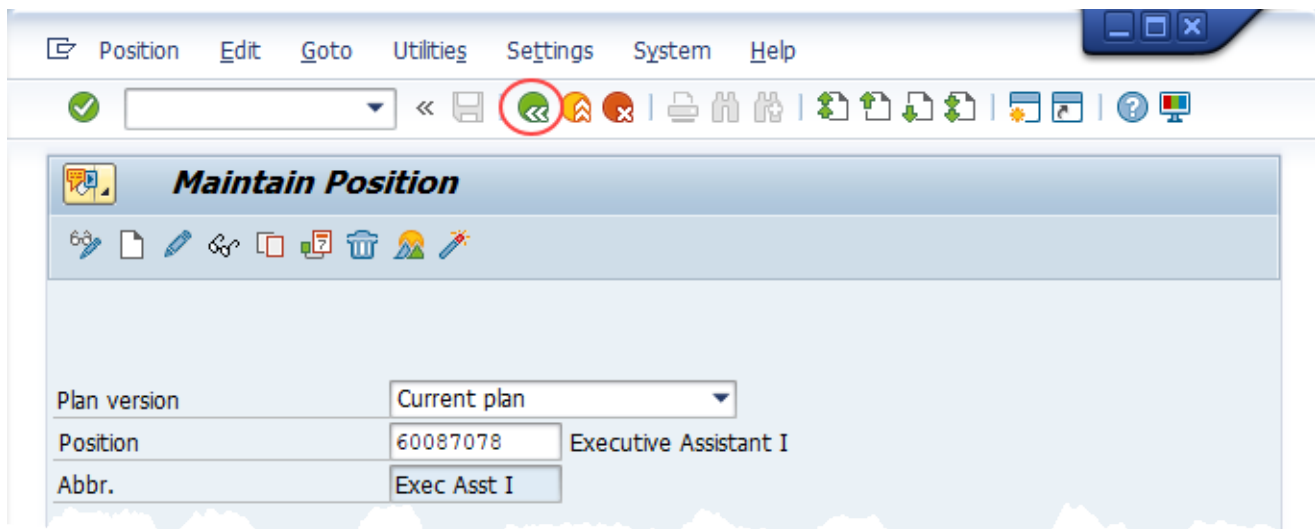 Position Edit Goto Utilities Settings System Help
Maintain Position
Plan version Current plan
Position 60087078 Executive Assistant I
Abbr. Exec Asst I